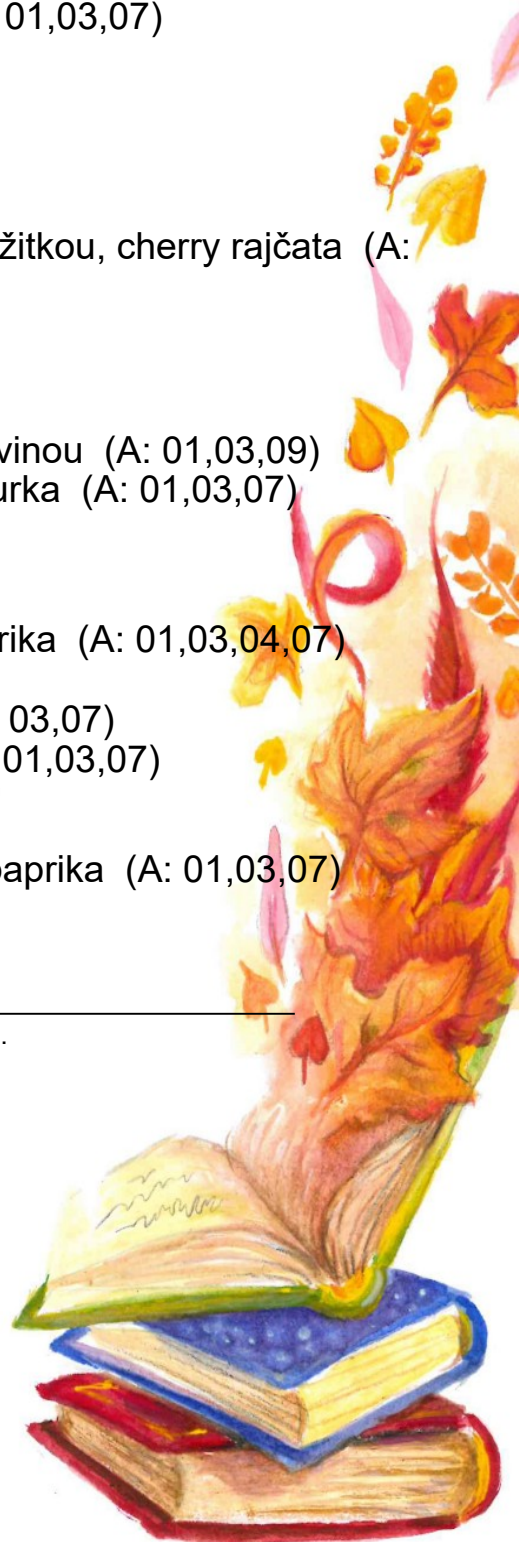 01,03,07)
žitkou, cherry rajčata (A:
vinou (A: 01,03,09)
urka (A: 01,03,07)
rika (A: 01,03,04,07)
03,07)
01,03,07)
paprika (A: 01,03,07)
.